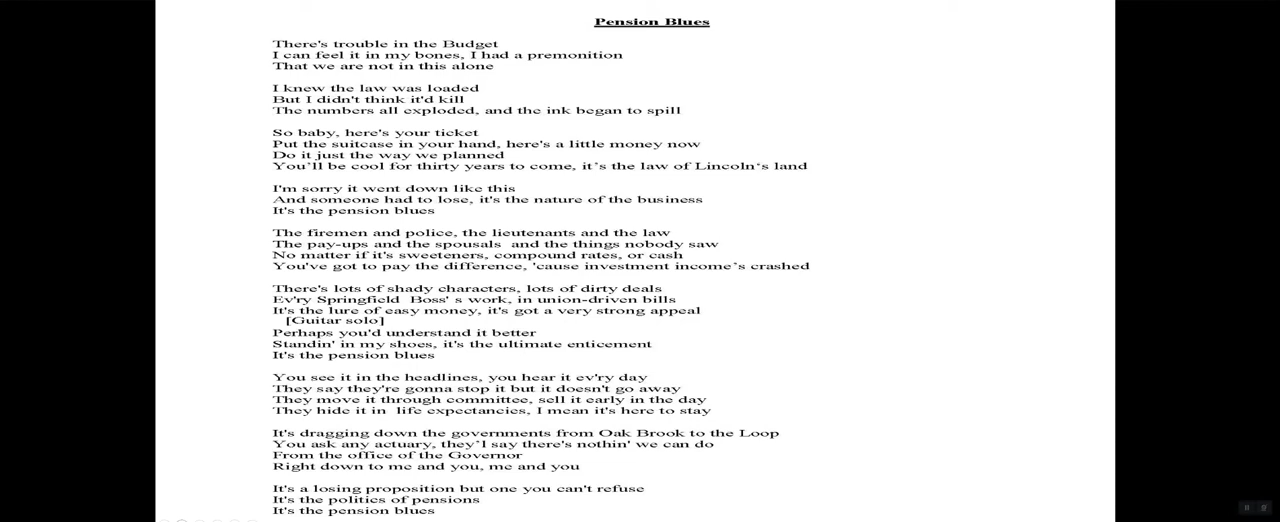 Pension Blues
There's trouble in the Budget
I can feel it in my bones, I had a premonition
That we are not in this alone
I knew the law was loaded
But I didn't think it'd kill
The numbers all exploded, and the ink began to spill
So baby, here's your ticket
Put the suitcase in your hand, here's a little money now
Do it just the way we planned
You'll be cool for thirty years to come, it's the law of Lincoln's land
I'm sorry it went down like this
And someone had to lose, it's the nature of the business
It's the pension blues
The firemen and police, the lieutenants and the law
The pay-ups and the spousals  and the things nobody saw
No matter if it's sweeteners, compound rates, or cash
You've got to pay the difference, 'cause investment income's crashed
There's lots of shady characters, lots of dirty deals
Ev'ry Springfield  Boss' s work, in union-driven bills
It's the lure of easy money, it's got a very strong appeal
[Guitar solo]
Perhaps you'd understand it better
Standin' in my shoes, it's the ultimate enticement
It's the pension blues
You see it in the headlines, you hear it ev'ry day
They say they're gonna stop it but it doesn't go away
They move it through committee, sell it early in the day
They hide it in  life expectancies, I mean it's here to stay
It's dragging down the governments from Oak Brook to the Loop
You ask any actuary, they'l say there's nothin' we can do
From the office of the Governor
Right down to me and you, me and you
It's a losing proposition but one you can't refuse
It's the politics of pensions
It's the pension blues